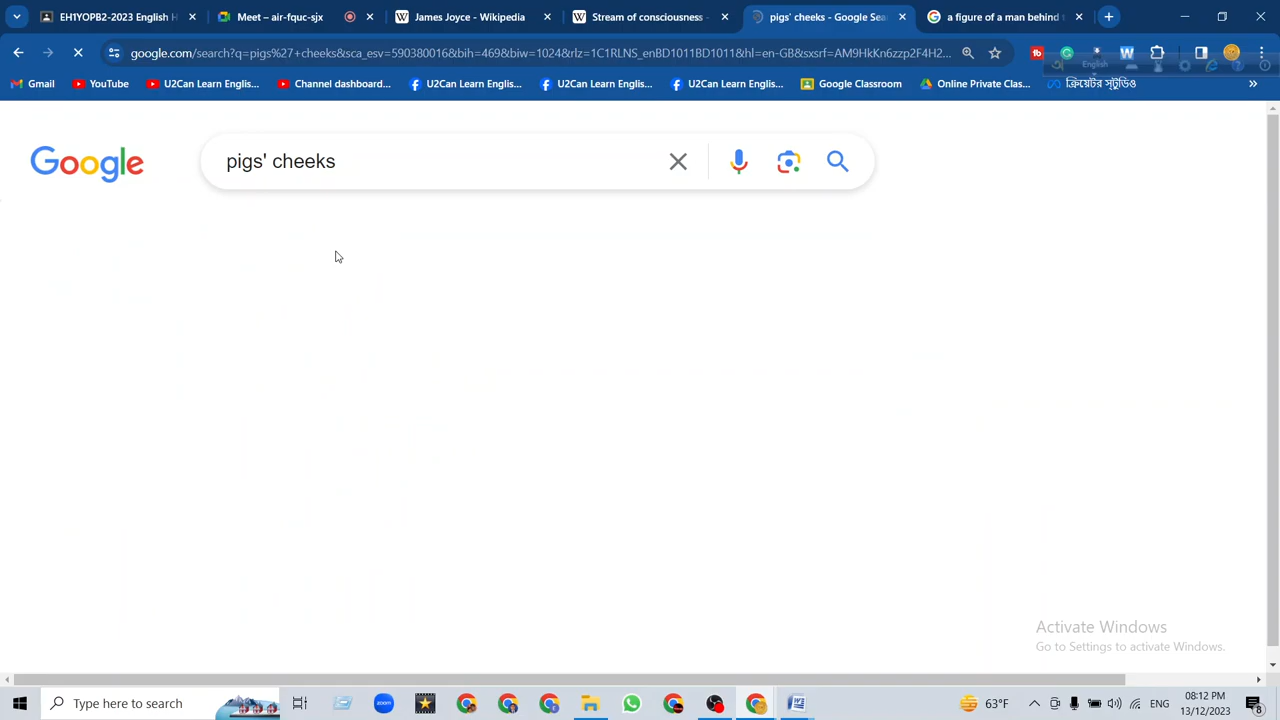 EH1YOPB2-2023 English H
Meet – air-fquc-sjx
James Joyce - Wikipedia
Stream of consciousness -
pigs' cheeks - Google Sea
a figure of a man behind t
google.com/search?q=pigs%27+cheeks&sca_esv=590380016&bih=469&biw=1024&rlz=1C1RLNS_enBD1011BD1011&hl=en-GB&sxsrf=AM9HkKn6zzp2F4H2...
English
Gmail
YouTube
U2Can Learn Englis...
Channel dashboard...
U2Can Learn Englis...
U2Can Learn Englis...
U2Can Learn Englis...
Google Classroom
Online Private Clas...
ক্রিয়েটর স্টুডিও
»
Google
pigs' cheeks
Activate Windows
Go to Settings to activate Windows.
Type here to search
zoom
63°F
ENG
08:12 PM
13/12/2023
8